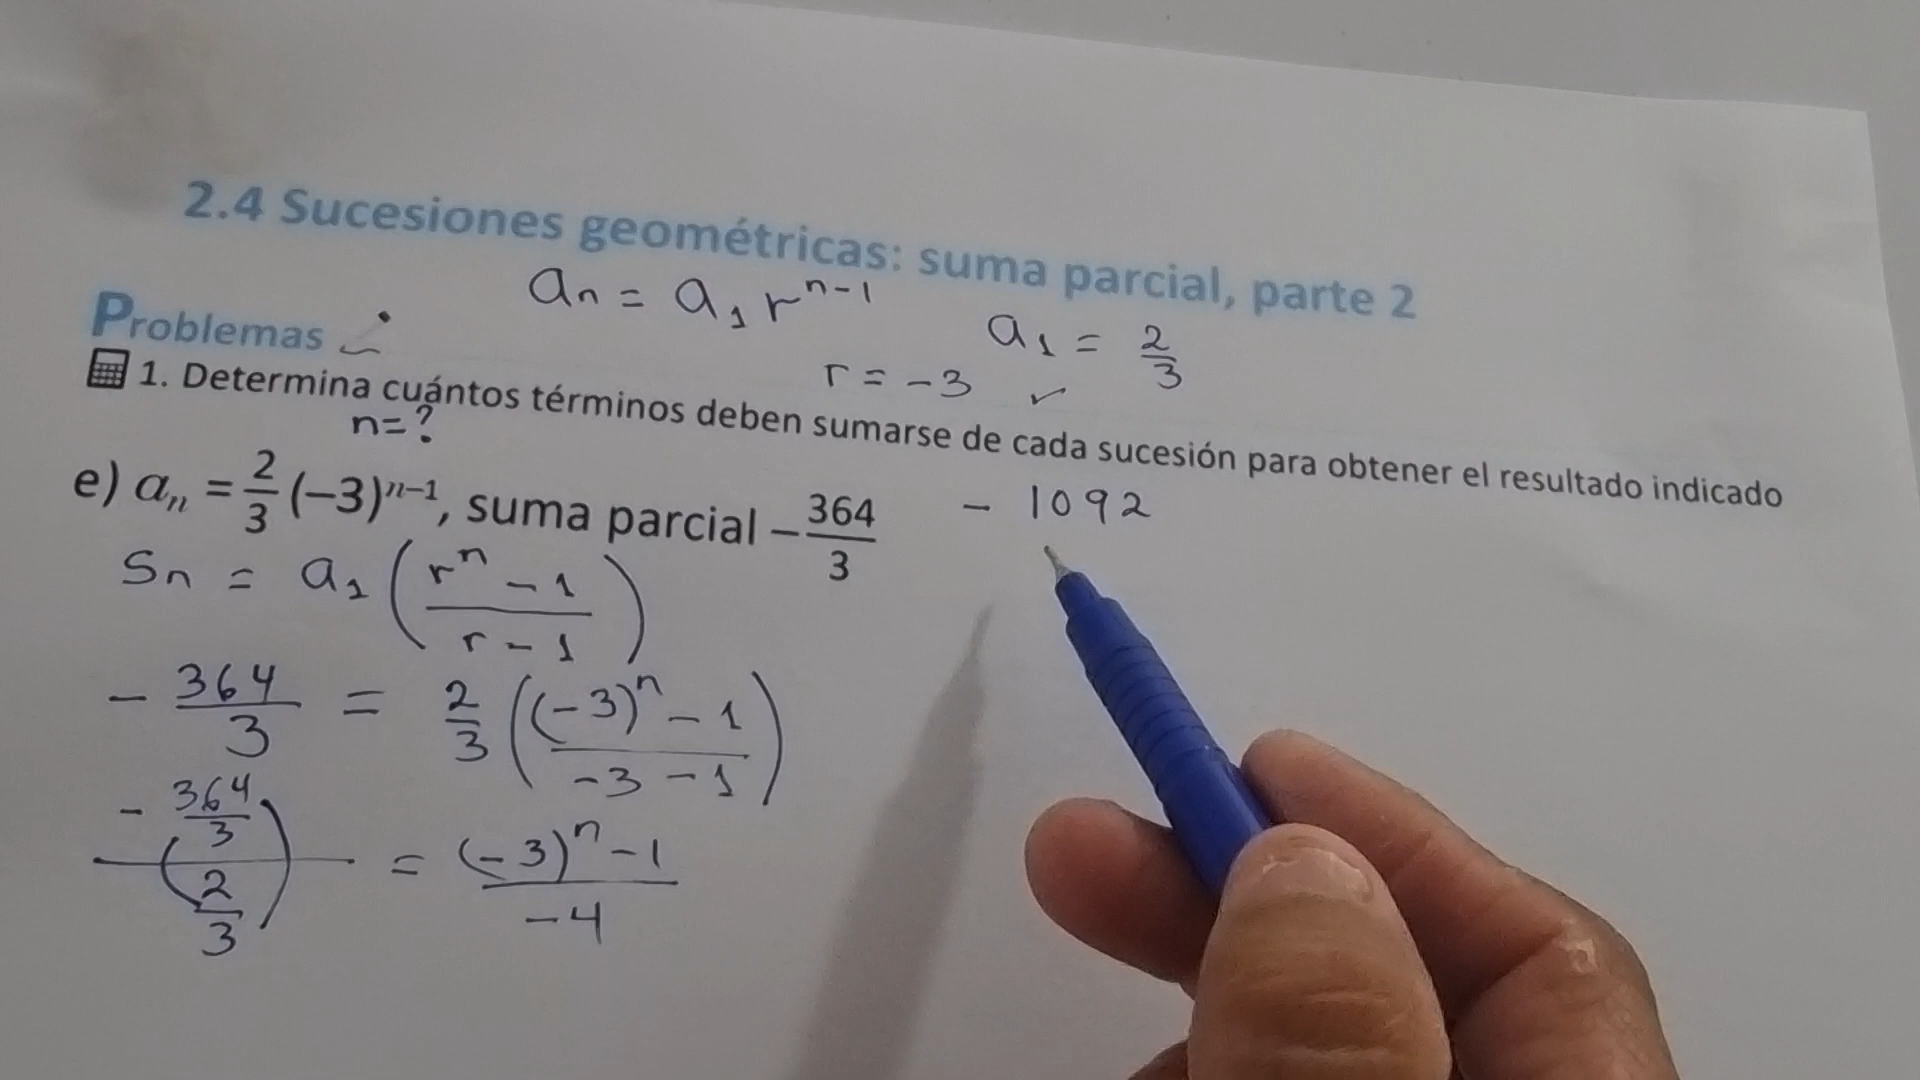 2.4 Sucesiones geométricas: suma parcial, parte 2
aₙ = a₁ rⁿ⁻¹
a₁ = 2/3
Problemas
r = -3 ✓
1. Determina cuántos términos deben sumarse de cada sucesión para obtener el resultado indicado
n=?
e) aₙ = 2/3 (–3)ⁿ⁻¹, suma parcial – 364/3
- 1092
Sₙ = a₁ ( (rⁿ - 1) / (r - 1) )
- 364/3 = 2/3 ( ((-3)ⁿ - 1) / (-3 - 1) )
(- 364/3) / (2/3) = ((-3)ⁿ - 1) / (-4)